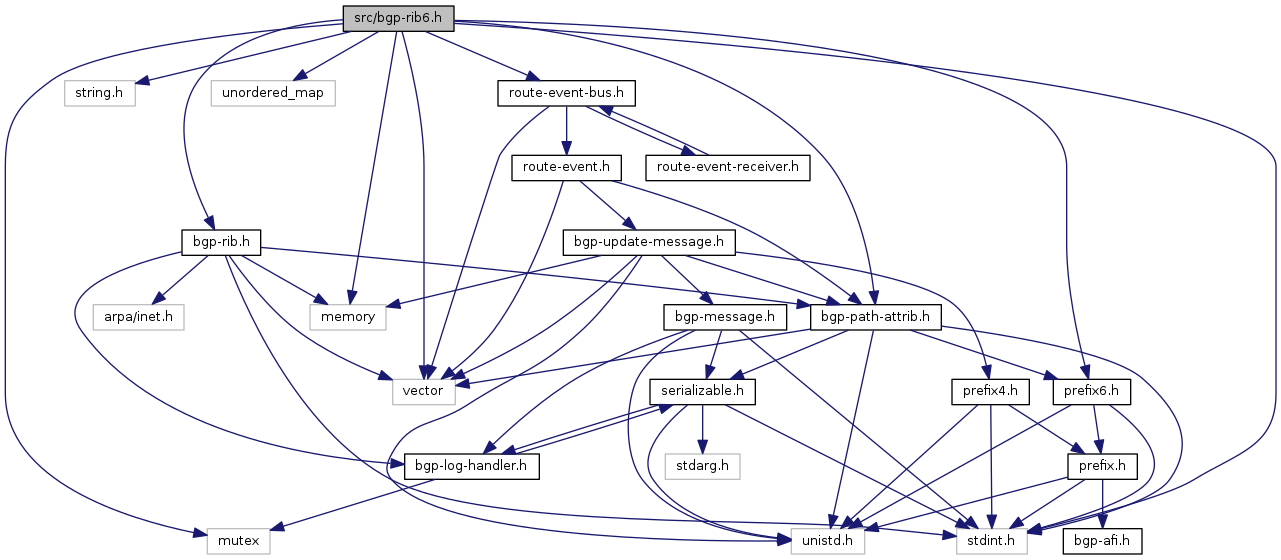 src/bgp-rib6.h
string.h
unordered_map
route-event-bus.h
route-event.h
route-event-receiver.h
bgp-rib.h
bgp-update-message.h
arpa/inet.h
memory
bgp-message.h
bgp-path-attrib.h
vector
serializable.h
prefix4.h
prefix6.h
bgp-log-handler.h
stdarg.h
prefix.h
mutex
unistd.h
stdint.h
bgp-afi.h